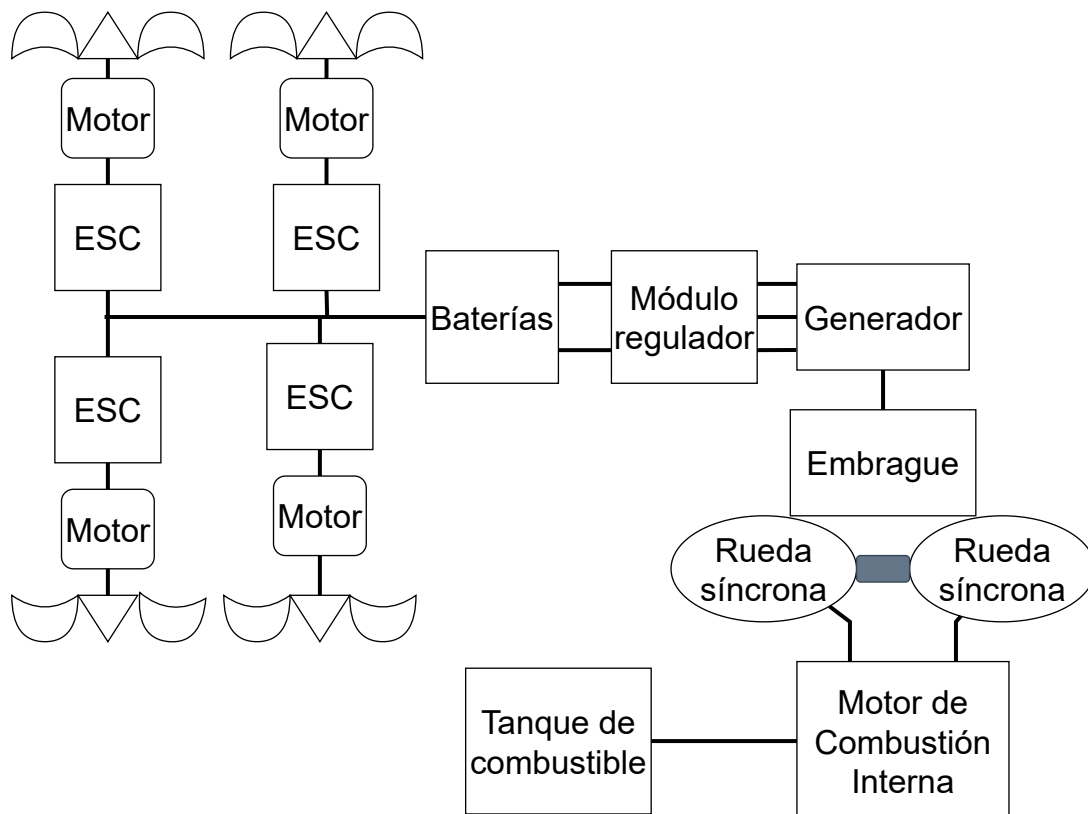 Motor
Motor
ESC
ESC
Baterías
Módulo
regulador
Generador
ESC
ESC
Embrague
Motor
Motor
Rueda
síncrona
Rueda
síncrona
Tanque de
combustible
Motor de
Combustión
Interna